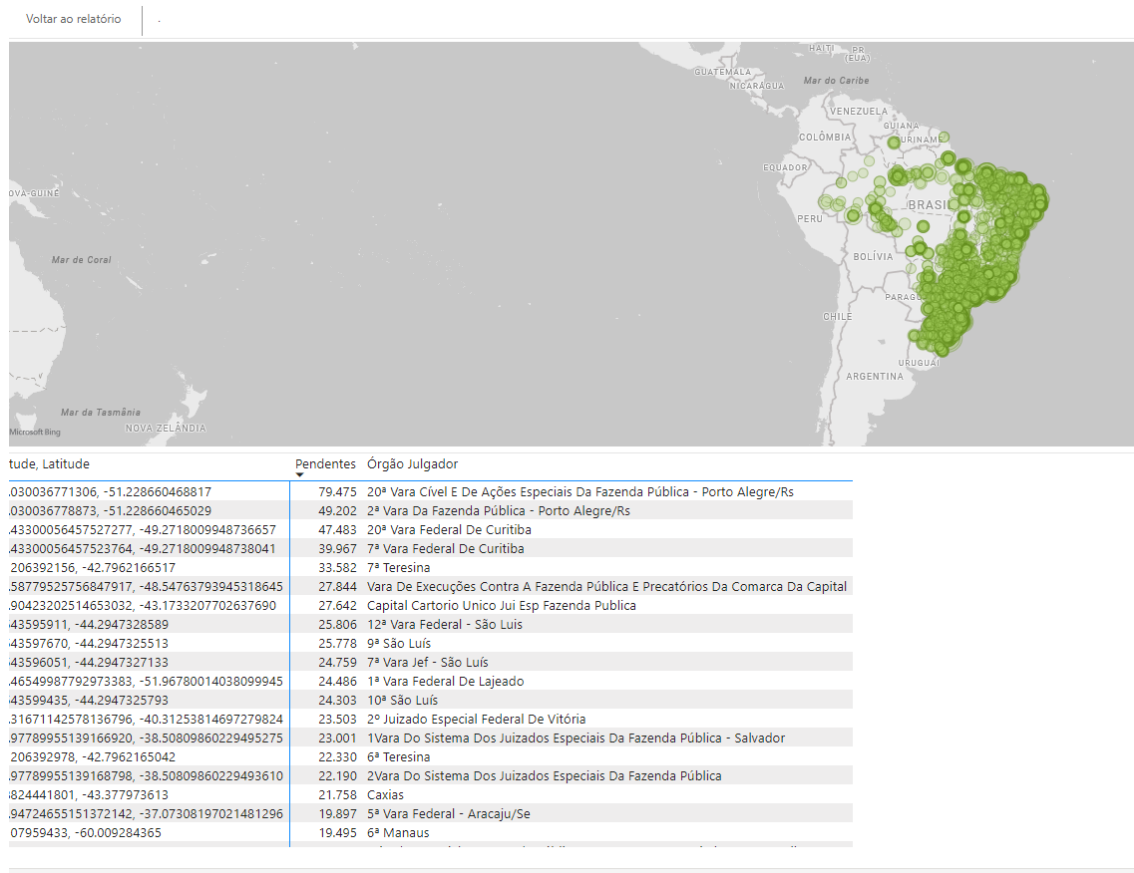 Voltar ao relatório
HAITI PR
(EUA)
GUATEMALA
NICARÁGUA
Mar do Caribe
VENEZUELA
GUIANA
COLÔMBIA
SURINAME
EQUADOR
OVA-GUINÉ
BRASIL
PERU
Mar de Coral
BOLÍVIA
PARAGU
CHILE
URUGUAI
ARGENTINA
Mar da Tasmânia
NOVA ZELÂNDIA
Microsoft Bing
tude, Latitude Pendentes Órgão Julgador
.030036771306, -51.228660468817 79.475 20ª Vara Cível E De Ações Especiais Da Fazenda Pública - Porto Alegre/Rs
.030036778873, -51.228660465029 49.202 2ª Vara Da Fazenda Pública - Porto Alegre/Rs
.43300056457527277, -49.2718009948736657 47.483 20ª Vara Federal De Curitiba
.43300056457523764, -49.2718009948738041 39.967 7ª Vara Federal De Curitiba
206392156, -42.7962166517 33.582 7ª Teresina
.58779525756847917, -48.54763793945318645 27.844 Vara De Execuções Contra A Fazenda Pública E Precatórios Da Comarca Da Capital
.90423202514653032, -43.1733207702637690 27.642 Capital Cartorio Unico Jui Esp Fazenda Publica
43595911, -44.2947328589 25.806 12ª Vara Federal - São Luis
43597670, -44.2947325513 25.778 9ª São Luís
43596051, -44.2947327133 24.759 7ª Vara Jef - São Luís
.46549987792973383, -51.96780014038099945 24.486 1ª Vara Federal De Lajeado
43599435, -44.2947325793 24.303 10ª São Luís
.31671142578136796, -40.31253814697279824 23.503 2º Juizado Especial Federal De Vitória
.97789955139166920, -38.50809860229495275 23.001 1Vara Do Sistema Dos Juizados Especiais Da Fazenda Pública - Salvador
206392978, -42.7962165042 22.330 6ª Teresina
.97789955139168798, -38.50809860229493610 22.190 2Vara Do Sistema Dos Juizados Especiais Da Fazenda Pública
824441801, -43.377973613 21.758 Caxias
.94724655151372142, -37.07308197021481296 19.897 5ª Vara Federal - Aracaju/Se
07959433, -60.009284365 19.495 6ª Manaus